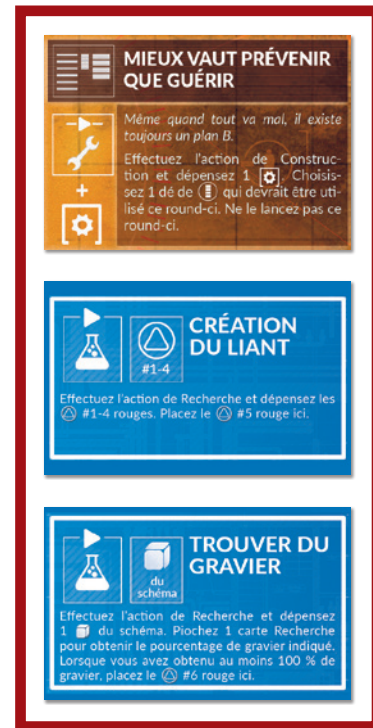 MIEUX VAUT PRÉVENIR
QUE GUÉRIR
Même quand tout va mal, il existe
toujours un plan B.
Effectuez l'action de Construc-
tion et dépensez 1 . Choisis-
sez 1 dé de qui devrait être uti-
lisé ce round-ci. Ne le lancez pas ce
round-ci.
+
CRÉATION
DU LIANT
#1-4
Effectuez l'action de Recherche et dépensez les
#1-4 rouges. Placez le #5 rouge ici.
TROUVER DU
GRAVIER
du
schéma
Effectuez l'action de Recherche et dépensez
1 du schéma. Piochez 1 carte Recherche
pour obtenir le pourcentage de gravier indiqué.
Lorsque vous avez obtenu au moins 100 % de
gravier, placez le #6 rouge ici.